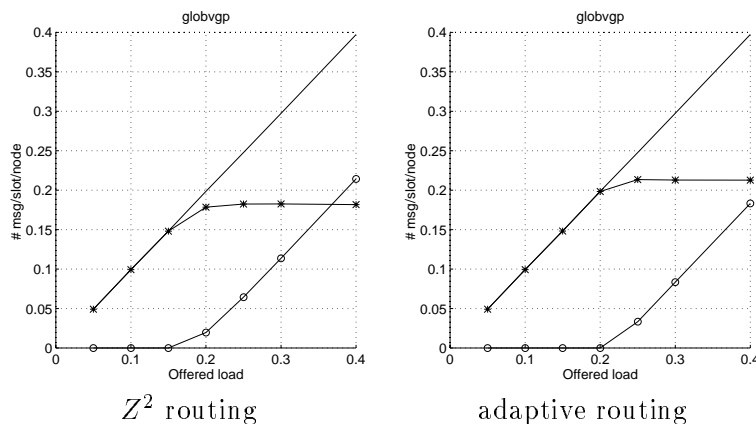 globvgp
0.4
0.35
0.3
0.25
0.2
0.15
0.1
0.05
0
0 0.1 0.2 0.3 0.4
# msg/slot/node
Offered load
Z² routing
globvgp
0.4
0.35
0.3
0.25
0.2
0.15
0.1
0.05
0
0 0.1 0.2 0.3 0.4
# msg/slot/node
Offered load
adaptive routing